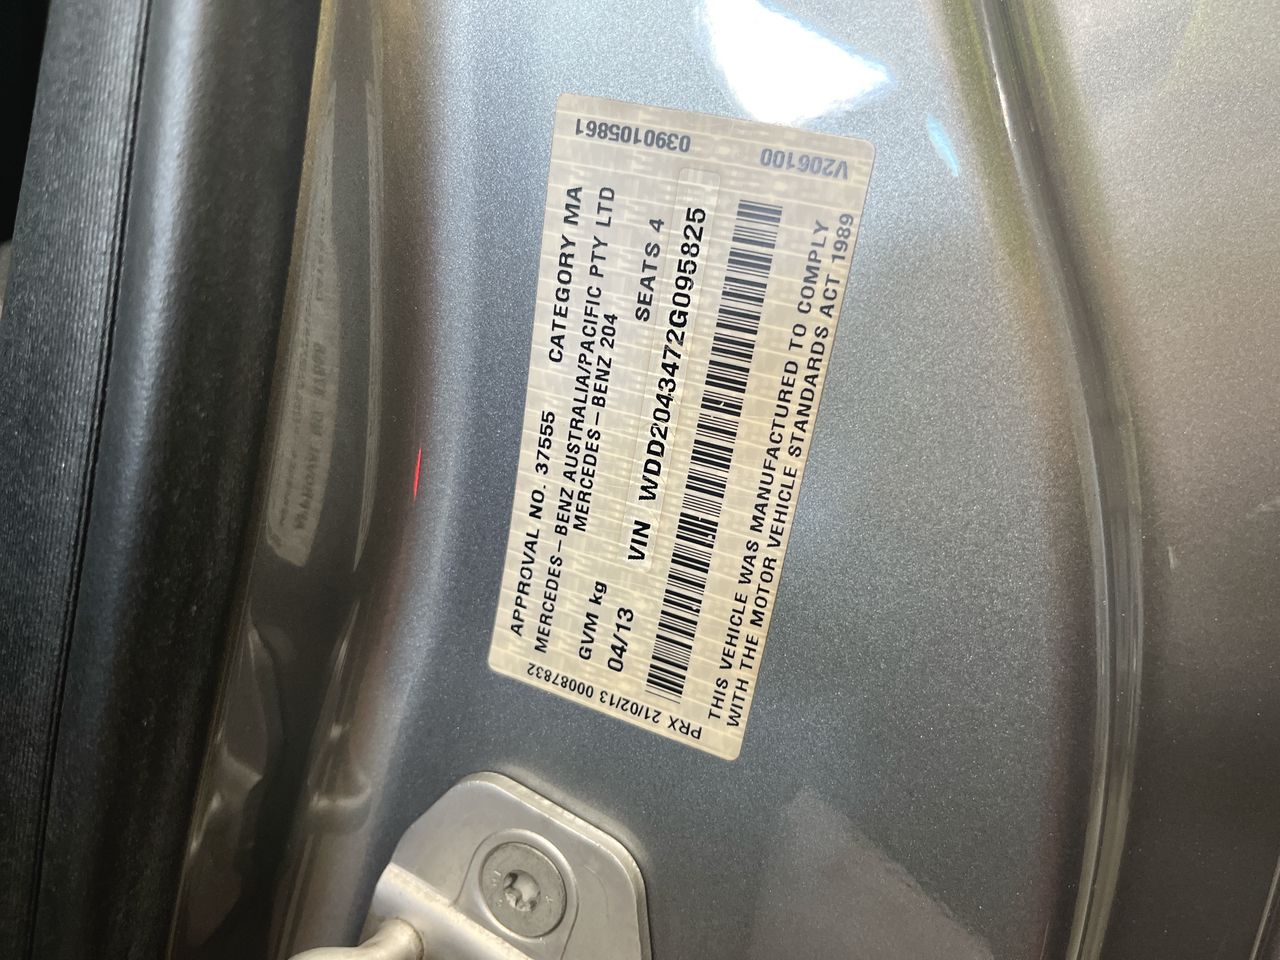 APPROVAL NO. 37555 CATEGORY MA
MERCEDES-BENZ AUSTRALIA/PACIFIC PTY LTD
MERCEDES-BENZ 204
GVM kg SEATS 4
04/13 VIN WDD2043472G095825
THIS VEHICLE WAS MANUFACTURED TO COMPLY
WITH THE MOTOR VEHICLE STANDARDS ACT 1989
PRX 21/02/13 00087832
V206100 0390105861